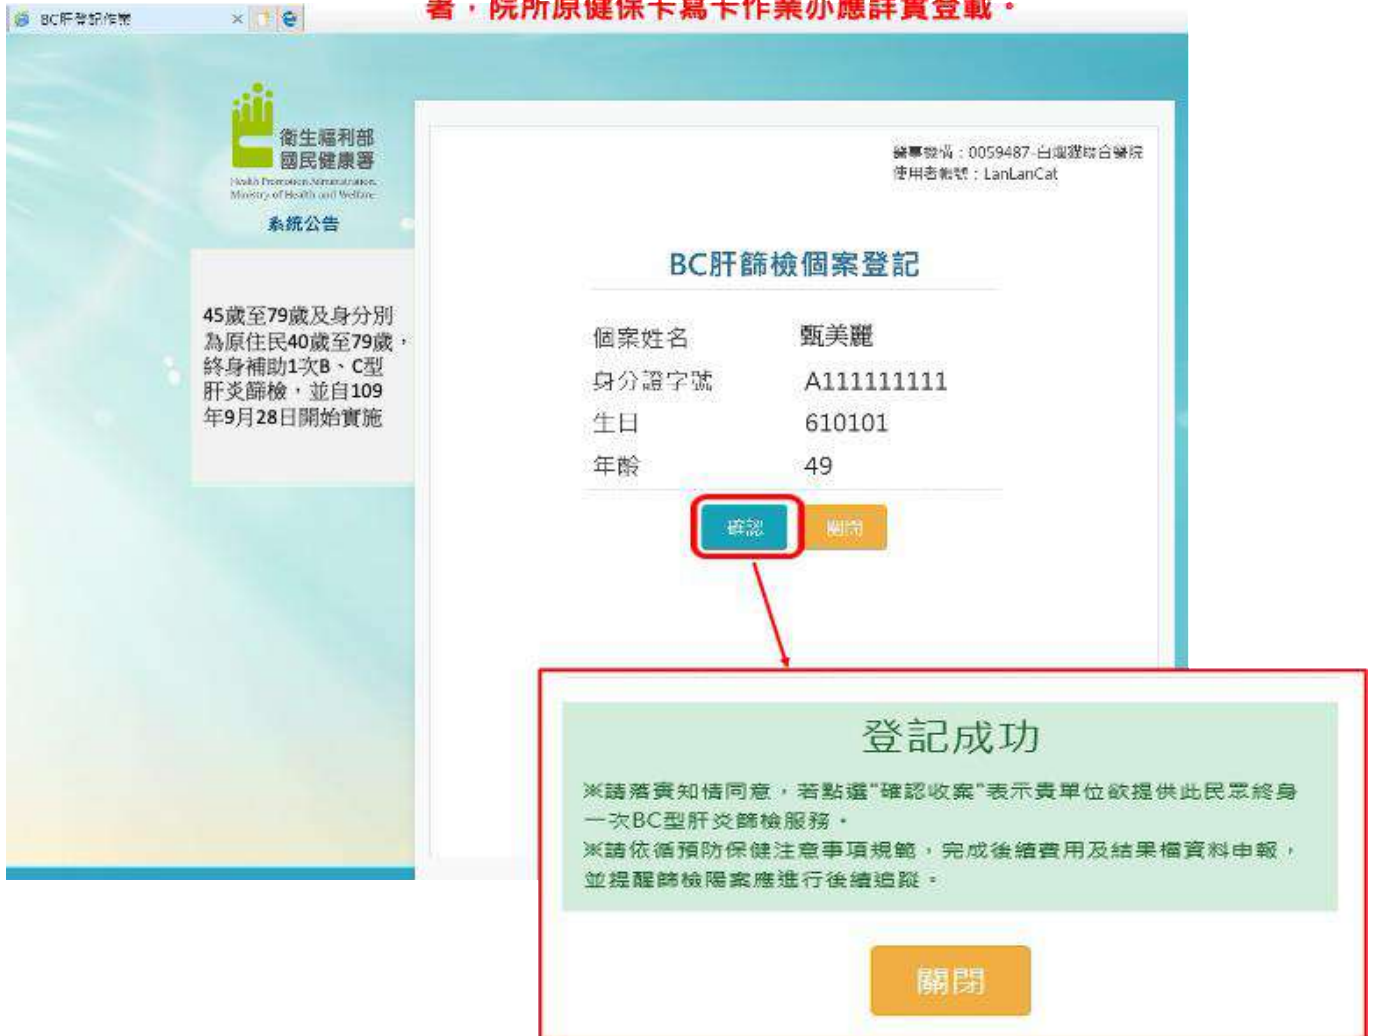 署，院所原健保卡寫卡作業亦應詳實登載。
BC肝登記作業
衛生福利部
國民健康署
Health Promotion Administration,
Ministry of Health and Welfare
系統公告
45歲至79歲及身分別
為原住民40歲至79歲，
終身補助1次B、C型
肝炎篩檢，並自109
年9月28日開始實施
醫事機構：0059487-白爛貓聯合醫院
使用者帳號：LanLanCat
BC肝篩檢個案登記
個案姓名 甄美麗
身分證字號 A111111111
生日 610101
年齡 49
確認 關閉
登記成功
※請落實知情同意，若點選"確認收案"表示貴單位欲提供此民眾終身
一次BC型肝炎篩檢服務。
※請依循預防保健注意事項規範，完成後續費用及結果檔資料申報，
並提醒篩檢陽案應進行後續追蹤。
關閉